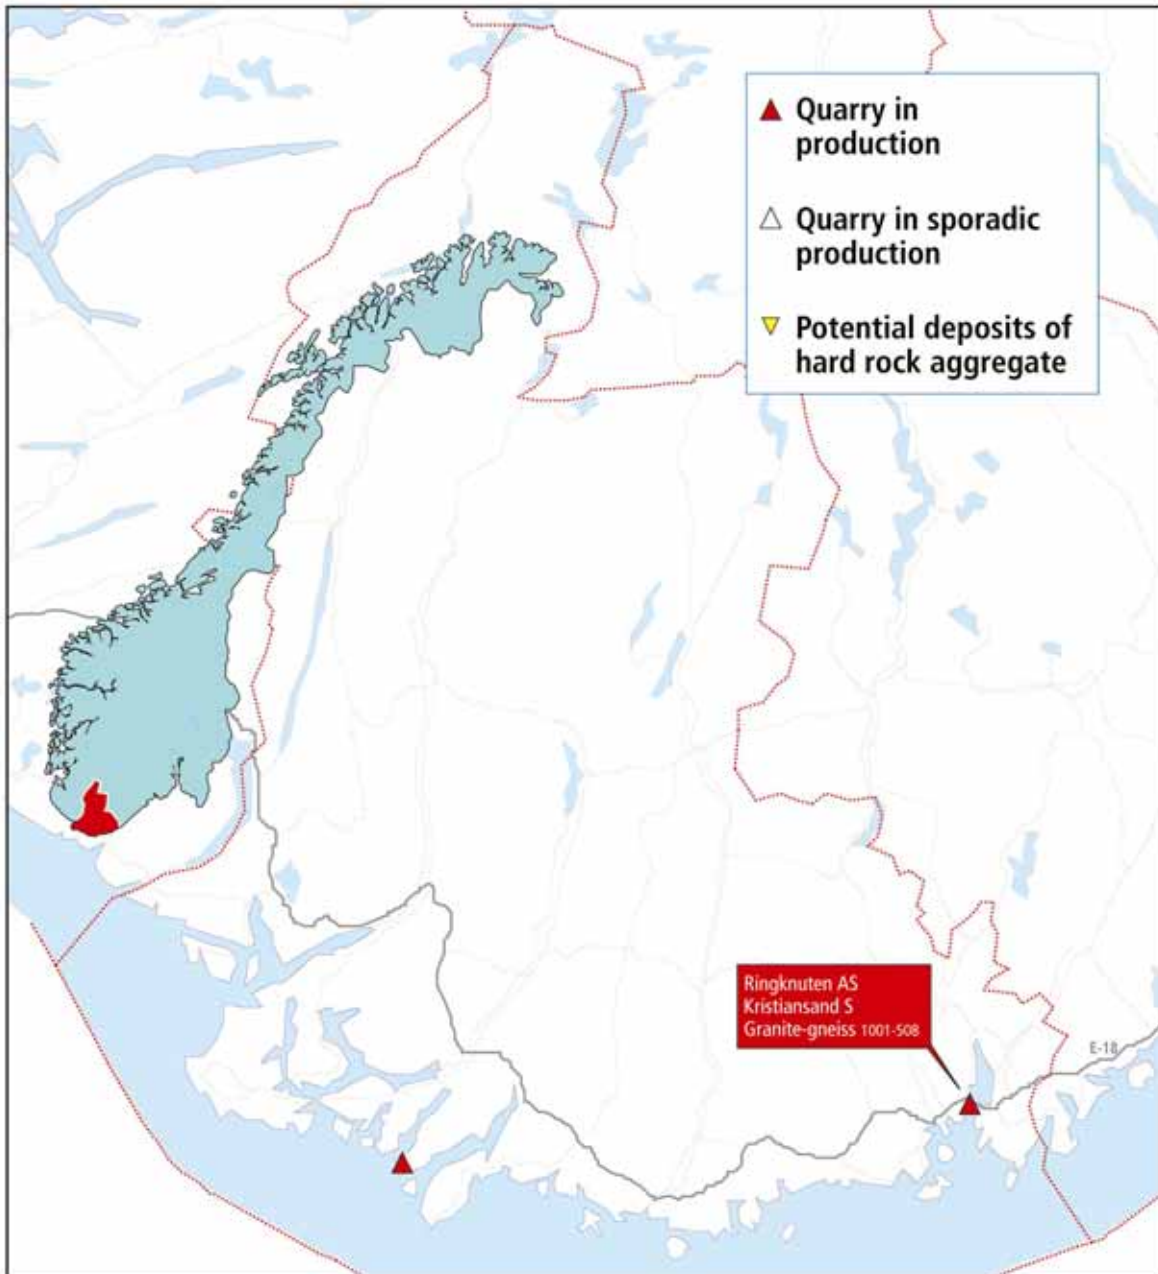 Quarry in
production
Quarry in sporadic
production
Potential deposits of
hard rock aggregate
Ringknuten AS
Kristiansand S
Granite-gneiss 1001-508
E-18